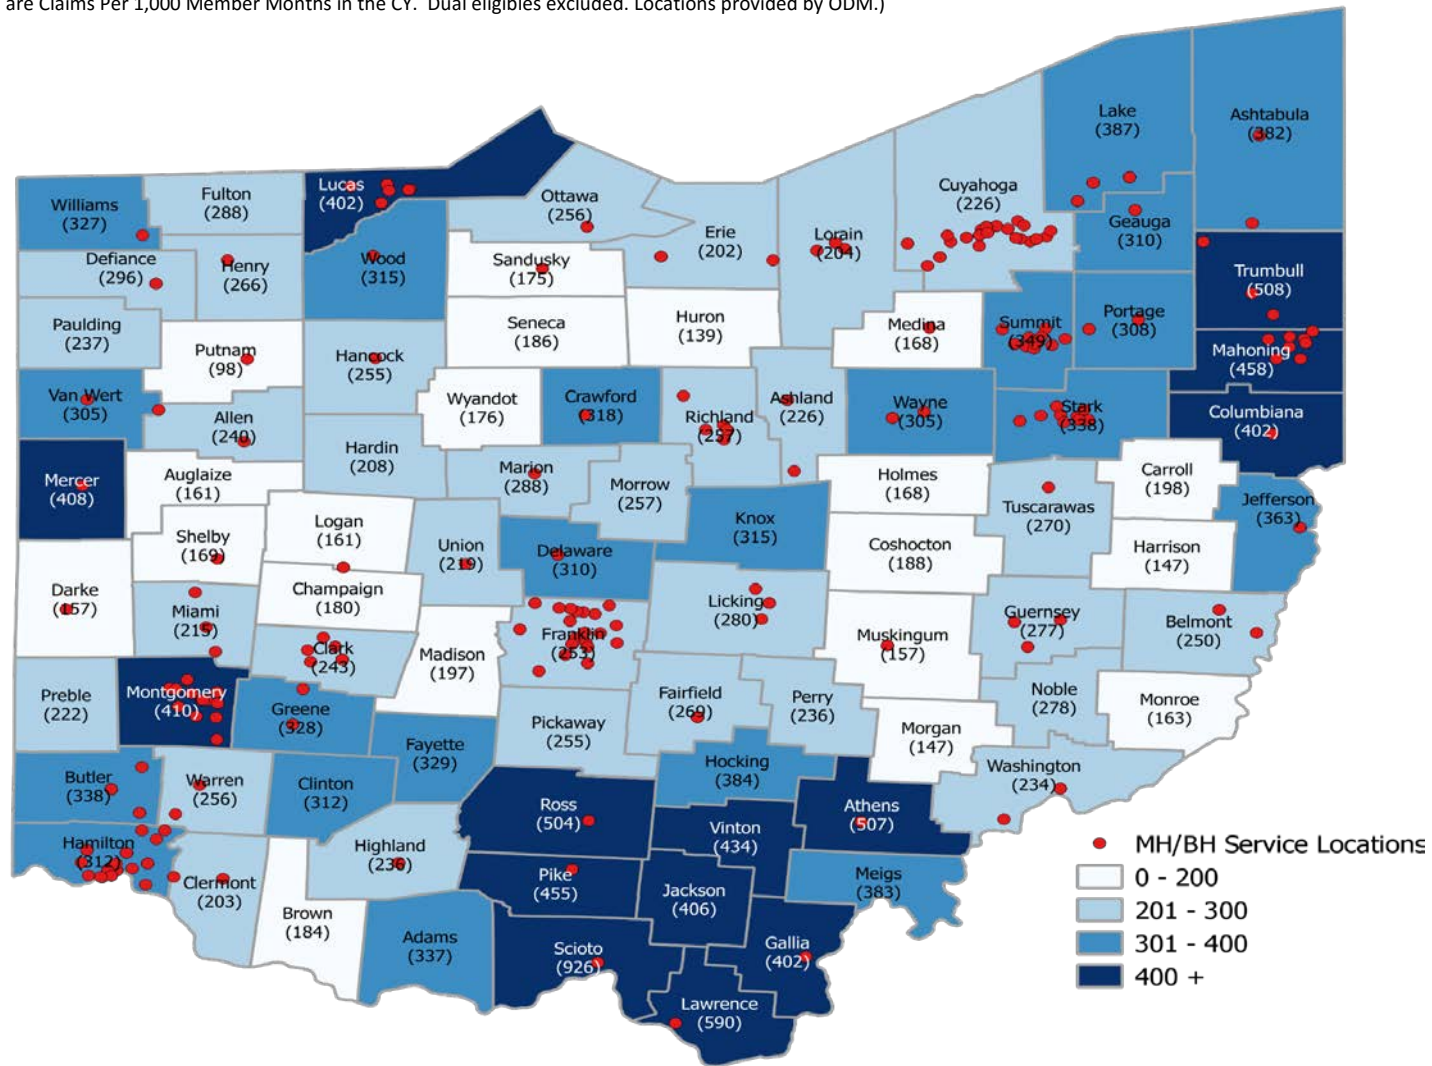 are Claims Per 1,000 Member Months in the CY.  Dual eligibles excluded. Locations provided by ODM.)
Lake
(387)
Ashtabula
(382)
Williams
(327)
Fulton
(288)
Lucas
(402)
Ottawa
(256)
Cuyahoga
(226)
Geauga
(310)
Defiance
(296)
Henry
(266)
Wood
(315)
Sandusky
(175)
Erie
(202)
Lorain
(204)
Trumbull
(508)
Paulding
(237)
Putnam
(98)
Hancock
(255)
Seneca
(186)
Huron
(139)
Medina
(168)
Summit
(349)
Portage
(308)
Mahoning
(458)
Van Wert
(305)
Allen
(240)
Wyandot
(176)
Crawford
(318)
Richland
(257)
Ashland
(226)
Wayne
(305)
Stark
(338)
Columbiana
(402)
Mercer
(408)
Auglaize
(161)
Hardin
(208)
Marion
(288)
Morrow
(257)
Holmes
(168)
Tuscarawas
(270)
Carroll
(198)
Jefferson
(363)
Shelby
(169)
Logan
(161)
Union
(219)
Delaware
(310)
Knox
(315)
Coshocton
(188)
Harrison
(147)
Darke
(157)
Miami
(215)
Champaign
(180)
Clark
(243)
Madison
(197)
Franklin
(253)
Licking
(280)
Muskingum
(157)
Guernsey
(277)
Belmont
(250)
Preble
(222)
Montgomery
(410)
Greene
(328)
Fayette
(329)
Pickaway
(255)
Fairfield
(269)
Perry
(236)
Morgan
(147)
Noble
(278)
Monroe
(163)
Butler
(338)
Warren
(256)
Clinton
(312)
Hocking
(384)
Washington
(234)
Hamilton
(312)
Clermont
(203)
Highland
(236)
Ross
(504)
Vinton
(434)
Athens
(507)
Brown
(184)
Adams
(337)
Pike
(455)
Jackson
(406)
Meigs
(383)
Scioto
(926)
Gallia
(402)
Lawrence
(590)
MH/BH Service Locations
0 - 200
201 - 300
301 - 400
400 +